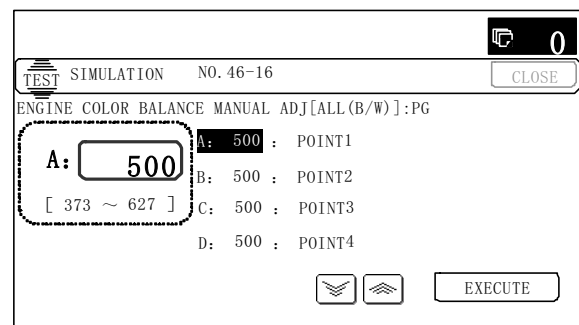 0
TEST SIMULATION NO.46-16 CLOSE
ENGINE COLOR BALANCE MANUAL ADJ[ALL(B/W)]:PG
A: 500
[ 373 ~ 627 ]
A: 500 : POINT1
B: 500 : POINT2
C: 500 : POINT3
D: 500 : POINT4
EXECUTE